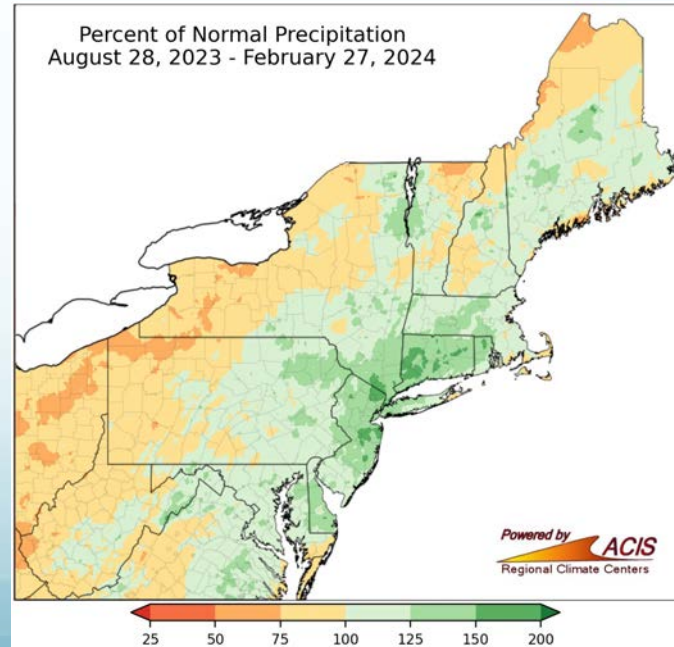 Percent of Normal Precipitation
August 28, 2023 - February 27, 2024
Powered by
ACIS
Regional Climate Centers
25 50 75 100 125 150 200